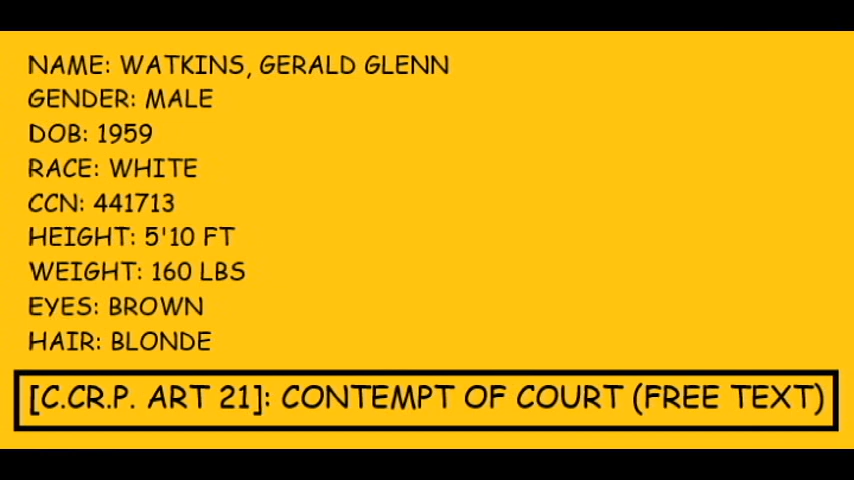 NAME: WATKINS, GERALD GLENN
GENDER: MALE
DOB: 1959
RACE: WHITE
CCN: 441713
HEIGHT: 5'10 FT
WEIGHT: 160 LBS
EYES: BROWN
HAIR: BLONDE
[C.CR.P. ART 21]: CONTEMPT OF COURT (FREE TEXT)